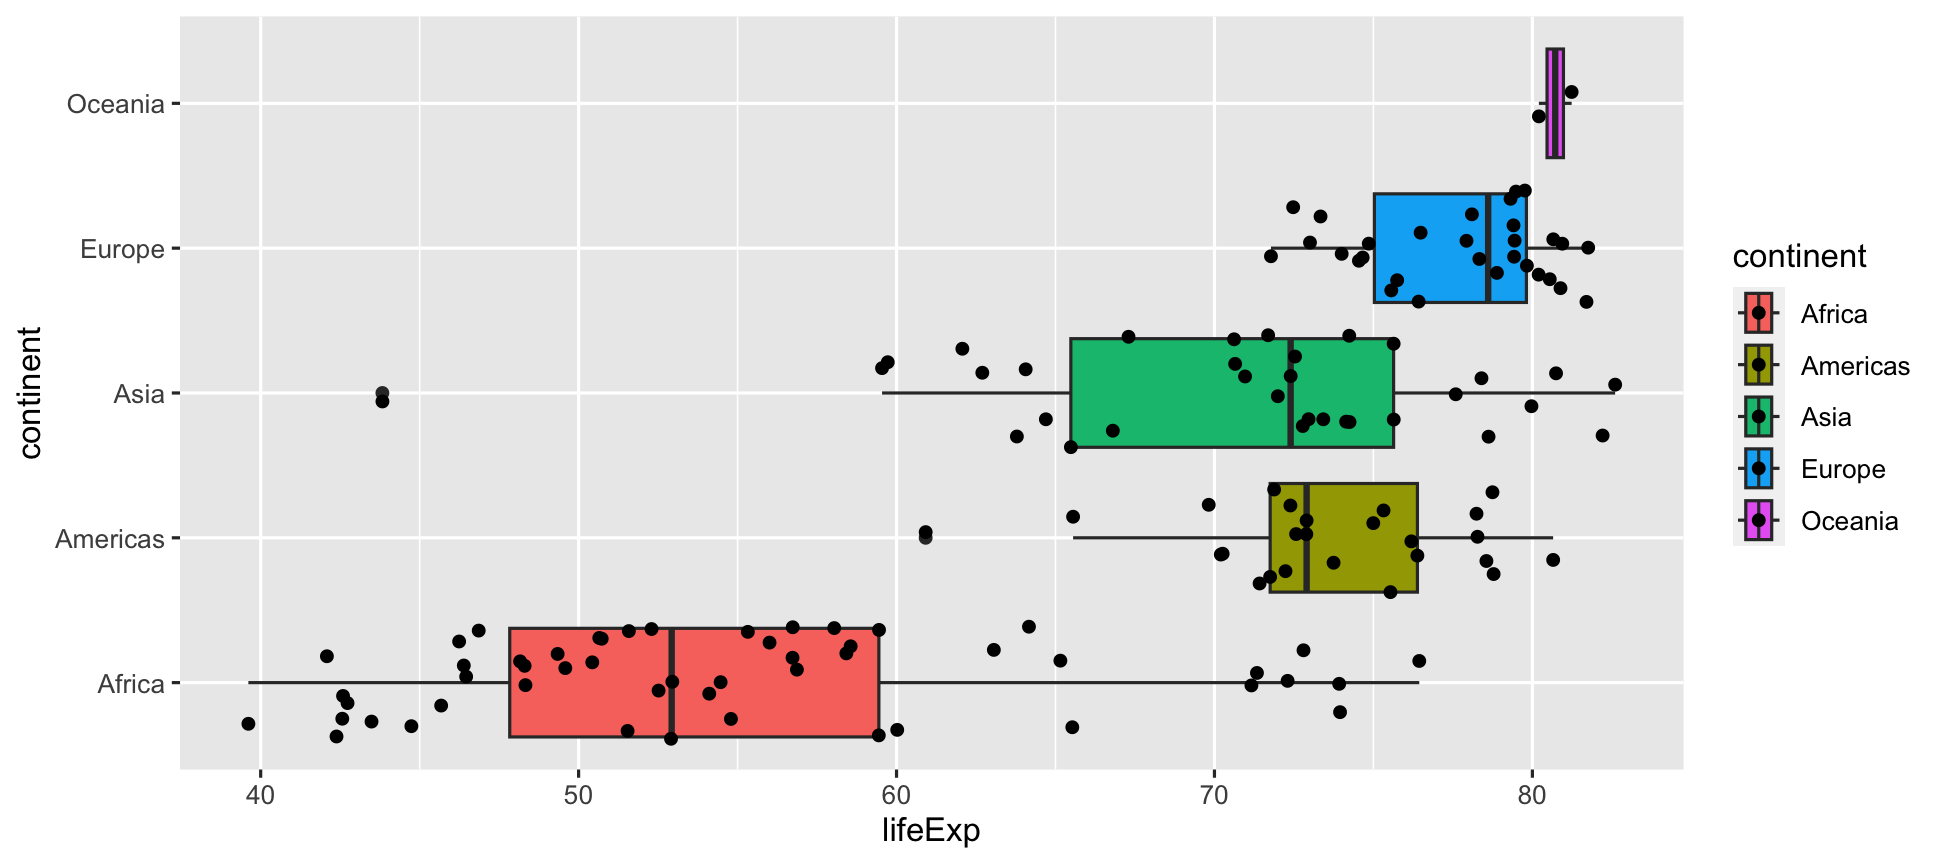 continent
Oceania
Europe
Asia
Americas
Africa
40
50
60
70
80
lifeExp
continent
Africa
Americas
Asia
Europe
Oceania